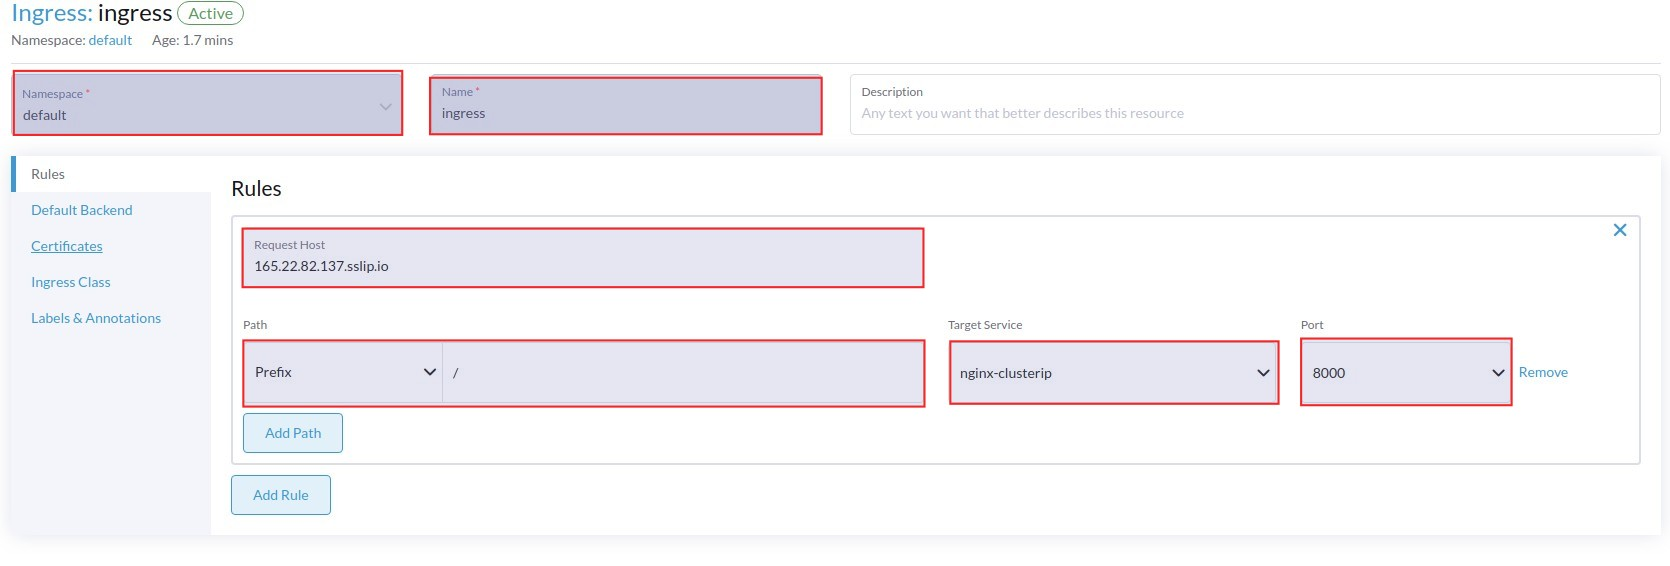 Ingress: ingress Active
Namespace: default Age: 1.7 mins
Namespace *
default
Name *
ingress
Description
Any text you want that better describes this resource
Rules
Default Backend
Certificates
Ingress Class
Labels & Annotations
Rules
Request Host
165.22.82.137.sslip.io
Path Target Service Port
Prefix / nginx-clusterip 8000 Remove
Add Path
Add Rule